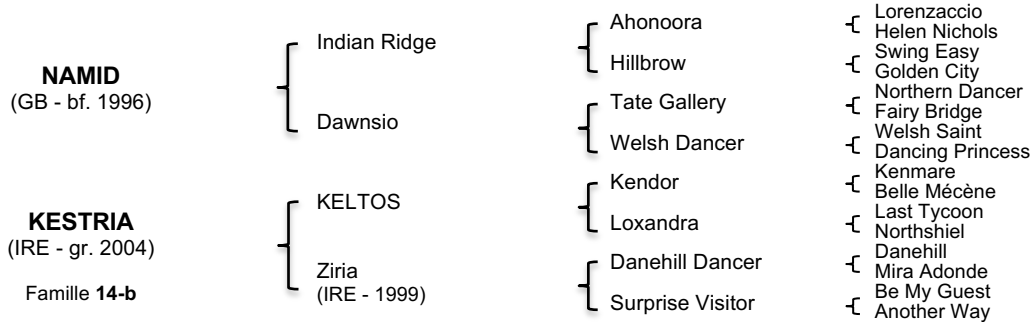 NAMID
(GB - bf. 1996)
Indian Ridge
Dawnsio
Ahonoora
Hillbrow
Tate Gallery
Welsh Dancer
Lorenzaccio
Helen Nichols
Swing Easy
Golden City
Northern Dancer
Fairy Bridge
Welsh Saint
Dancing Princess
KESTRIA
(IRE - gr. 2004)
Famille 14-b
KELTOS
Ziria
(IRE - 1999)
Kendor
Loxandra
Danehill Dancer
Surprise Visitor
Kenmare
Belle Mécène
Last Tycoon
Northshiel
Danehill
Mira Adonde
Be My Guest
Another Way